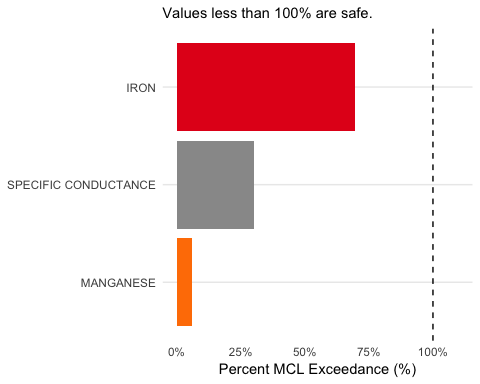 Values less than 100% are safe.
IRON
SPECIFIC CONDUCTANCE
MANGANESE
0% 25% 50% 75% 100%
Percent MCL Exceedance (%)